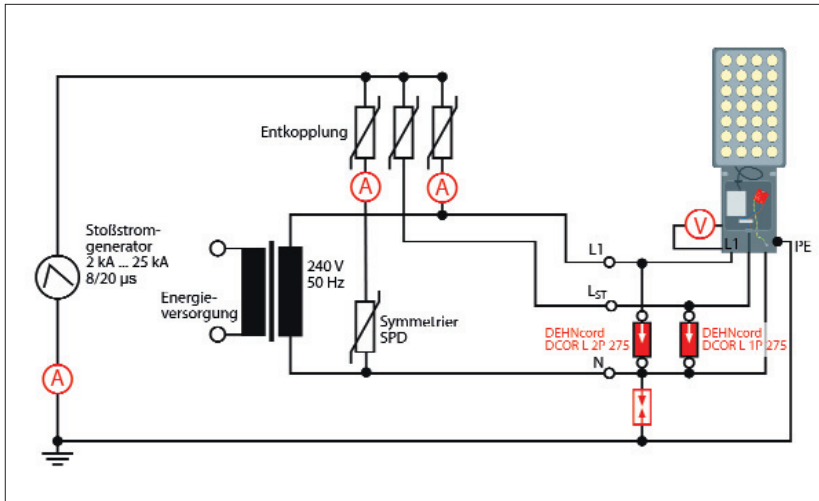 Entkopplung
A
A
V
L1
PE
Stoßstrom-
generator
2 kA ... 25 kA
8/20 µs
L1
240 V
50 Hz
Energie-
versorgung
LST
Symmetrier
SPD
DEHNcord
DCOR L 2P 275
DEHNcord
DCOR L 1P 275
N
A